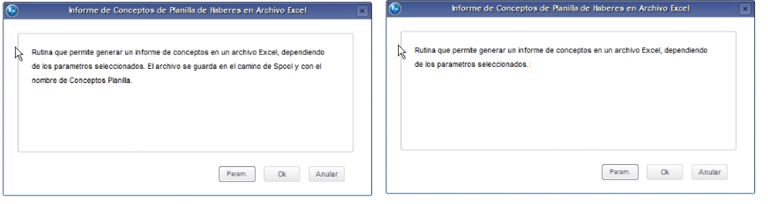 Informe de Conceptos de Planilla de Haberes en Archivo Excel
Rutina que permite generar un informe de conceptos en un archivo Excel, dependiendo
de los parametros seleccionados. El archivo se guarda en el camino de Spool y con el
nombre de Conceptos Planilla.
Param. Ok Anular
Informe de Conceptos de Planilla de Haberes en Archivo Excel
Rutina que permite generar un informe de conceptos en un archivo Excel, dependiendo
de los parametros seleccionados.
Param. Ok Anular